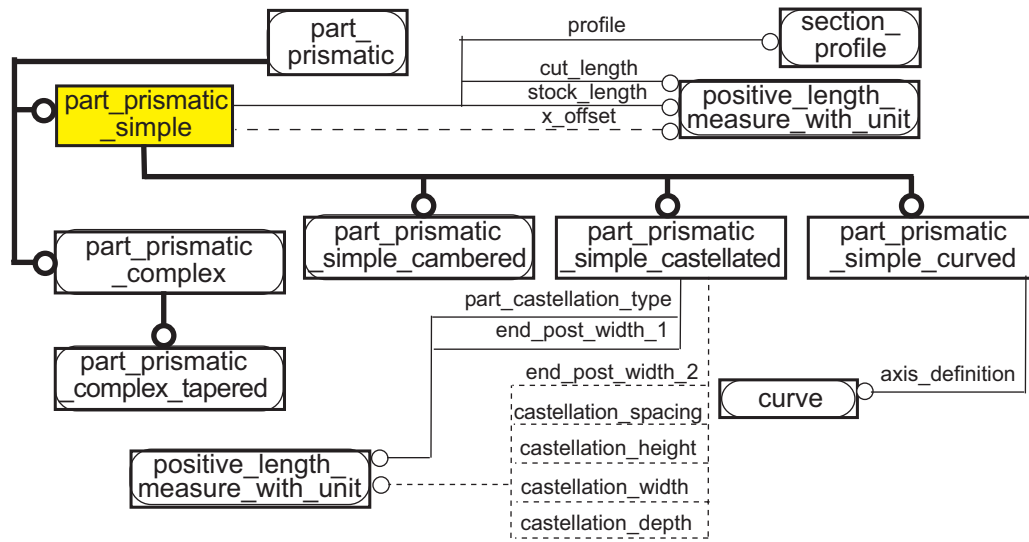 part_
prismatic
profile
section_
profile
part_prismatic
_simple
cut_length
stock_length
x_offset
positive_length_
measure_with_unit
part_prismatic
_complex
part_prismatic
_simple_cambered
part_prismatic
_simple_castellated
part_prismatic
_simple_curved
part_castellation_type
end_post_width_1
part_prismatic
_complex_tapered
end_post_width_2
castellation_spacing
castellation_height
castellation_width
castellation_depth
axis_definition
curve
positive_length_
measure_with_unit